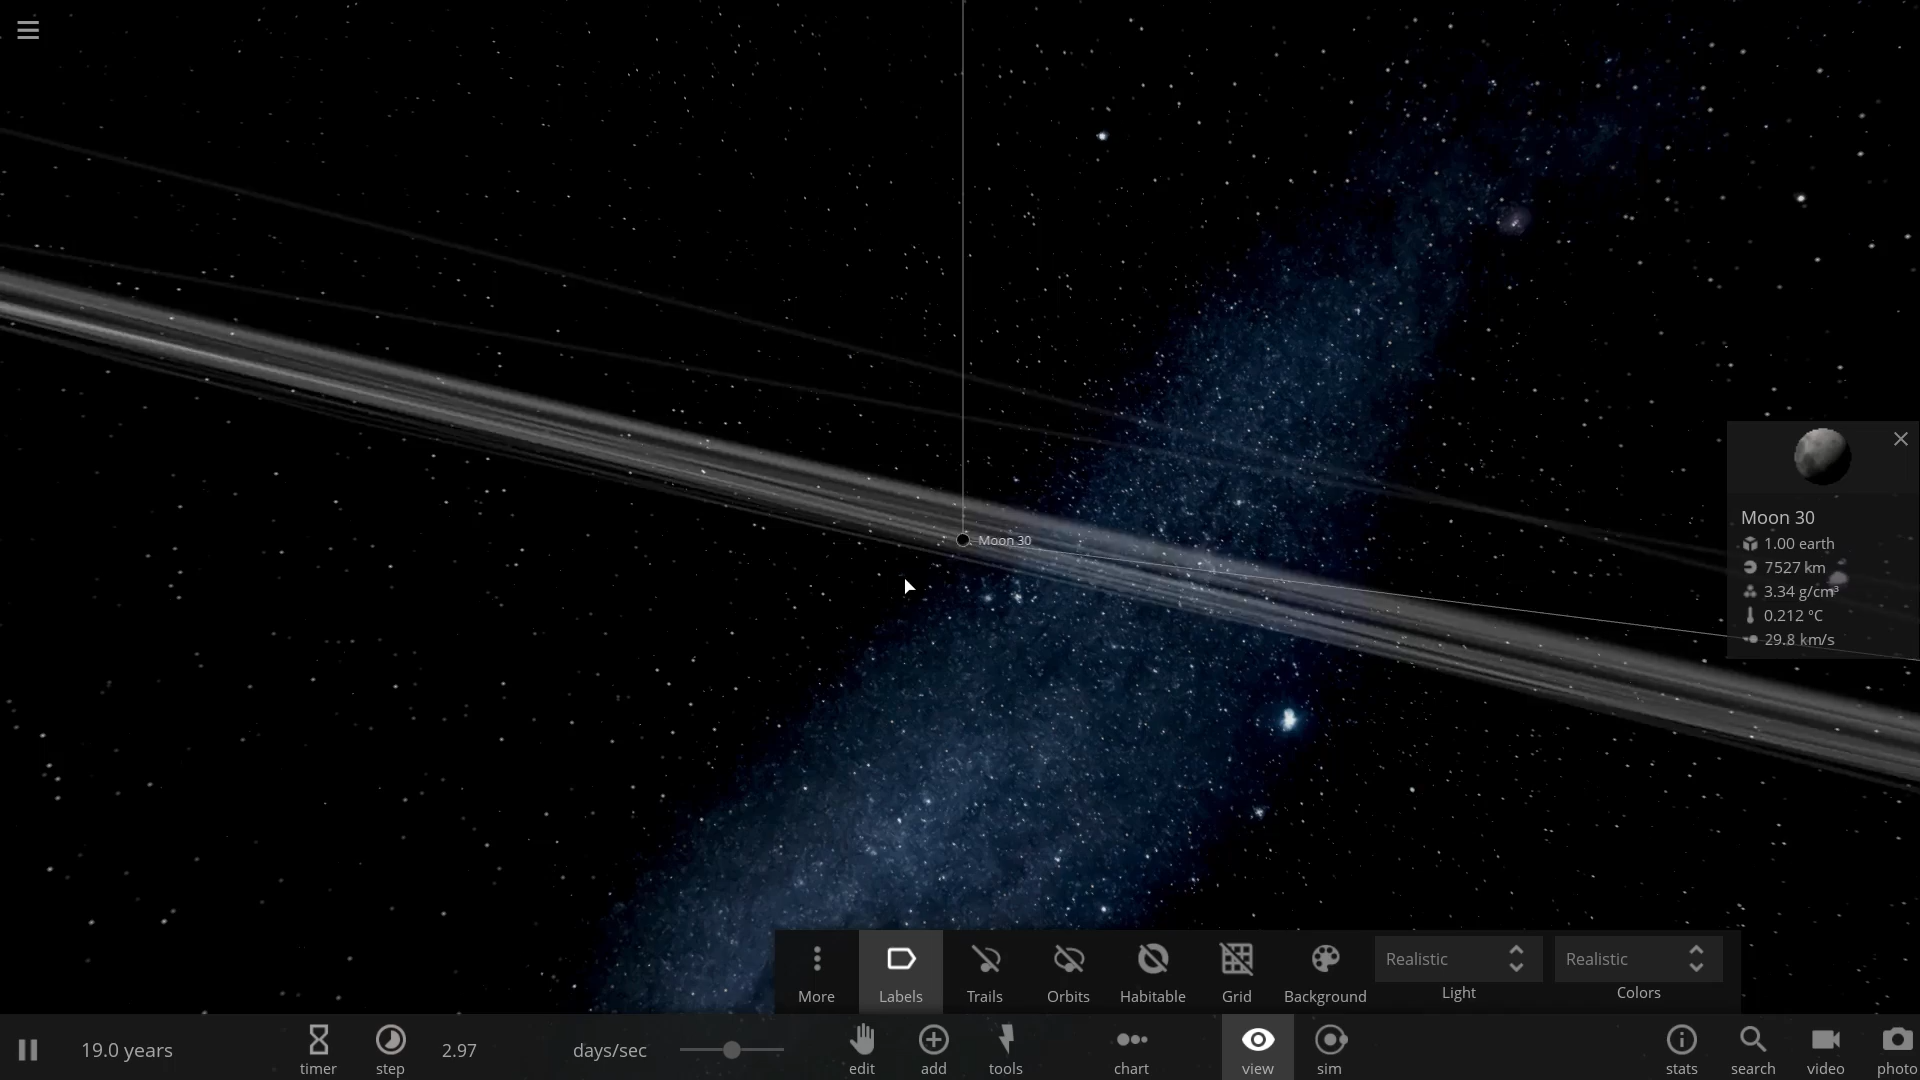 Moon 30
Moon 30
1.00 earth
7527 km
3.34 g/cm³
0.212 °C
29.8 km/s
More
Labels
Trails
Orbits
Habitable
Grid
Background
Realistic
Light
Realistic
Colors
19.0 years
timer
step
2.97
days/sec
edit
add
tools
chart
view
sim
stats
search
video
photo